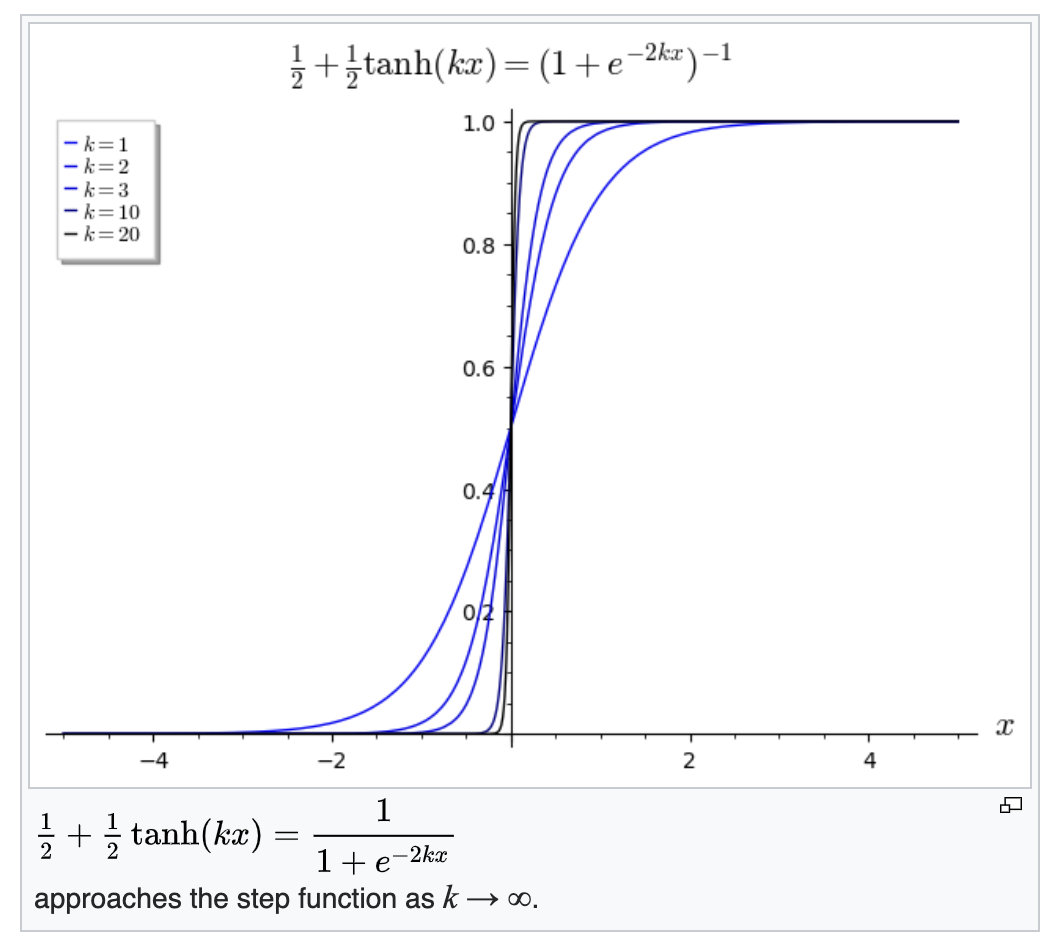 ½ + ½tanh(kx) = (1 + e⁻²ᵏˣ)⁻¹
k = 1
k = 2
k = 3
k = 10
k = 20
1.0
0.8
0.6
0.4
0.2
x
−4 −2 2 4
½ + ½ tanh(kx) = 1 / (1 + e⁻²ᵏˣ)
approaches the step function as k → ∞.